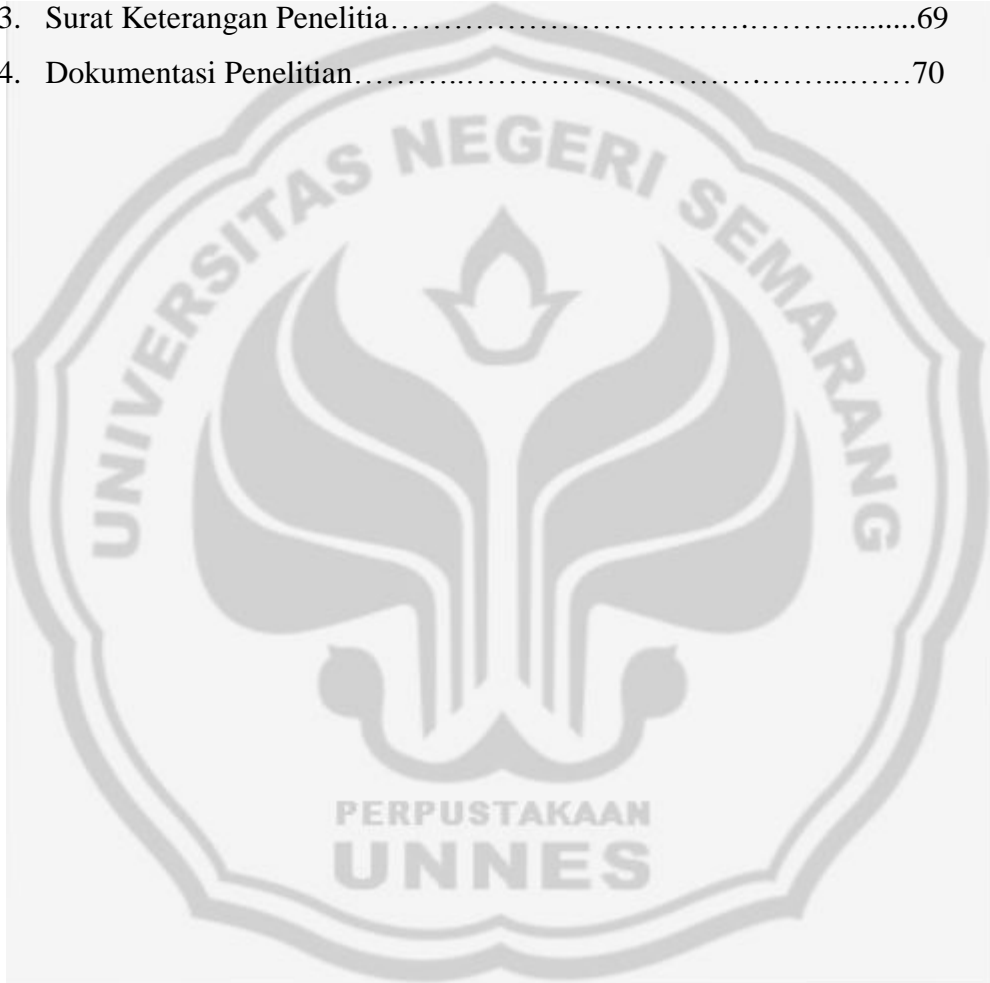 3. Surat Keterangan Penelitia……………………………….…………..........69
4. Dokumentasi Penelitian………..……………..……………….……...……70
UNIVERSITAS NEGERI SEMARANG
PERPUSTAKAAN
UNNES